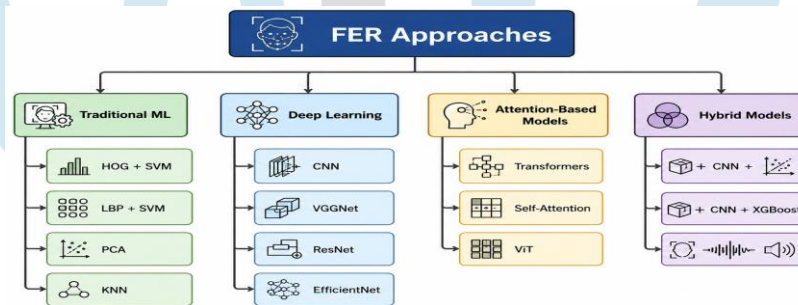 FER Approaches
Traditional ML
HOG + SVM
LBP + SVM
PCA
KNN
Deep Learning
CNN
VGGNet
ResNet
EfficientNet
Attention-Based
Models
Transformers
Self-Attention
ViT
Hybrid Models
+ CNN +
+ CNN + XGBoost